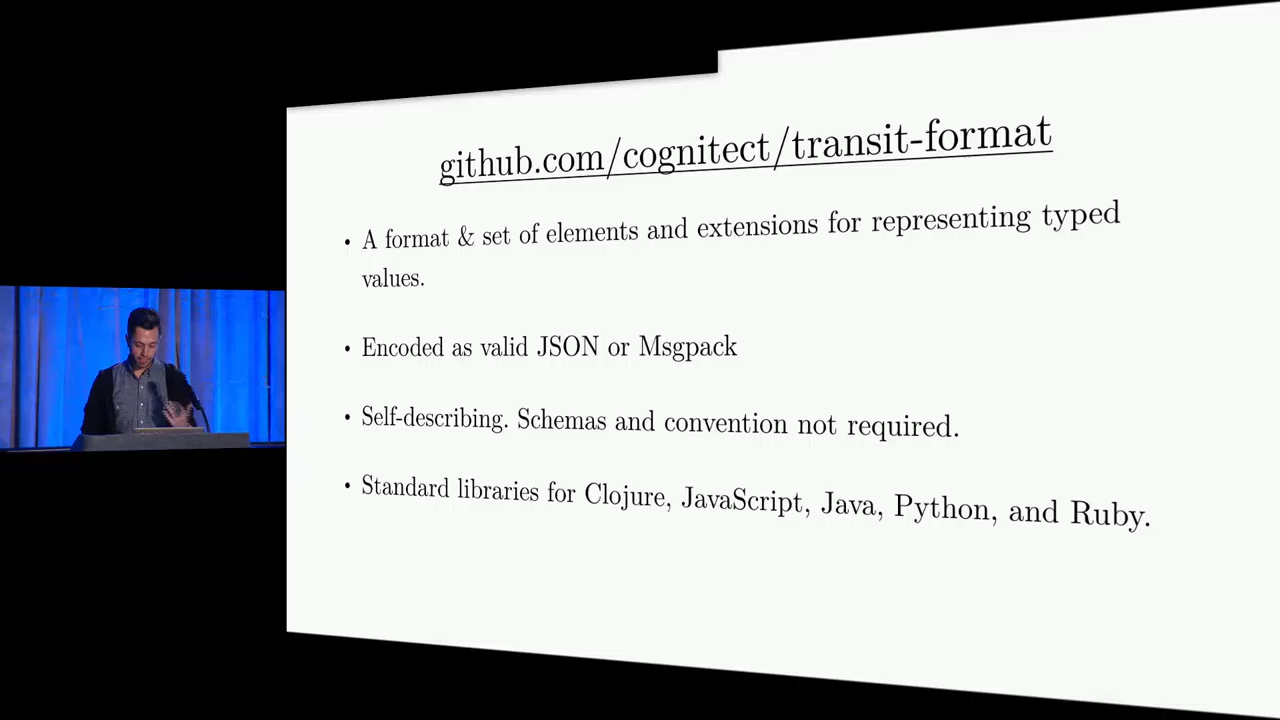 github.com/cognitect/transit-format
• A format & set of elements and extensions for representing typed
values.
• Encoded as valid JSON or Msgpack
• Self-describing. Schemas and convention not required.
• Standard libraries for Clojure, JavaScript, Java, Python, and Ruby.